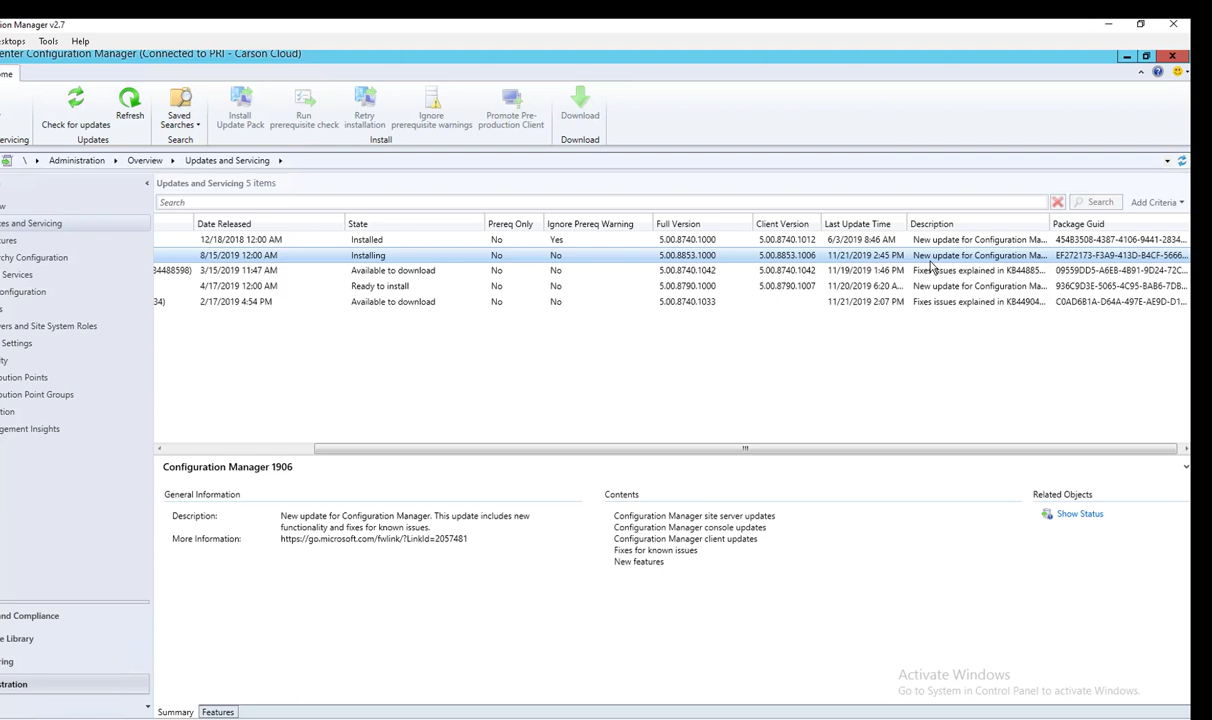 tion Manager v2.7
sktops Tools Help
enter Configuration Manager (Connected to PRI - Carson Cloud)
ome
Check for updates
Refresh
Saved Searches
Install Update Pack
Run prerequisite check
Retry installation
Ignore prerequisite warnings
Promote Pre-production Client
Download
ervicing Updates Search Install Download
\ Administration Overview Updates and Servicing
Updates and Servicing 5 items
Search Search Add Criteria
Date Released State Prereq Only Ignore Prereq Warning Full Version Client Version Last Update Time Description Package Guid
12/18/2018 12:00 AM Installed No Yes 5.00.8740.1000 5.00.8740.1012 6/3/2019 8:46 AM New update for Configuration Ma... 454B3508-4387-4106-9441-2834...
8/15/2019 12:00 AM Installing No No 5.00.8853.1000 5.00.8853.1006 11/21/2019 2:45 PM New update for Configuration Ma... EF272173-F3A9-413D-B4CF-5666...
34488598) 3/15/2019 11:47 AM Available to download No No 5.00.8740.1042 5.00.8740.1042 11/19/2019 1:46 PM Fixes issues explained in KB44885... 09559DD5-A6EB-4B91-9D24-72C...
4/17/2019 12:00 AM Ready to install No No 5.00.8790.1000 5.00.8790.1007 11/20/2019 6:20 A... New update for Configuration Ma... 936C9D3E-5065-4C95-BAB6-7DB...
34) 2/17/2019 4:54 PM Available to download No No 5.00.8740.1033 11/21/2019 2:07 PM Fixes issues explained in KB44904... C0AD6B1A-D64A-497E-AE9D-D1...
w
es and Servicing
ures
rchy Configuration
Services
onfiguration
s
ers and Site System Roles
Settings
ity
bution Points
bution Point Groups
tion
gement Insights
nd Compliance
e Library
ring
stration
Configuration Manager 1906
General Information
Description: New update for Configuration Manager. This update includes new
functionality and fixes for known issues.
More Information: https://go.microsoft.com/fwlink/?LinkId=2057481
Contents
Configuration Manager site server updates
Configuration Manager console updates
Configuration Manager client updates
Fixes for known issues
New features
Related Objects
Show Status
Activate Windows
Go to System in Control Panel to activate Windows.
Summary Features